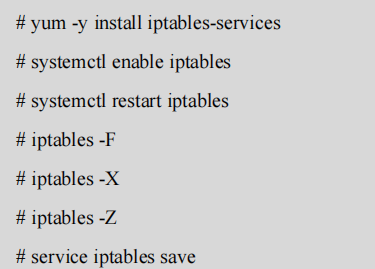 # yum -y install iptables-services
# systemctl enable iptables
# systemctl restart iptables
# iptables -F
# iptables -X
# iptables -Z
# service iptables save